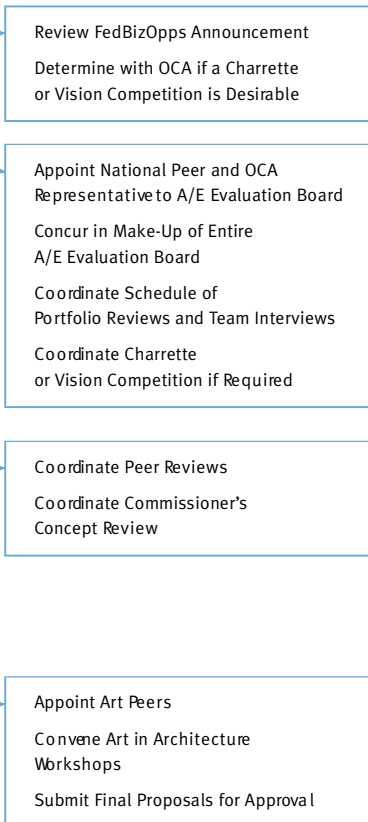 Review FedBizOpps Announcement
Determine with OCA if a Charrette
or Vision Competition is Desirable
Appoint National Peer and OCA
Representative to A/E Evaluation Board
Concur in Make-Up of Entire
A/E Evaluation Board
Coordinate Schedule of
Portfolio Reviews and Team Interviews
Coordinate Charrette
or Vision Competition if Required
Coordinate Peer Reviews
Coordinate Commissioner’s
Concept Review
Appoint Art Peers
Convene Art in Architecture
Workshops
Submit Final Proposals for Approval